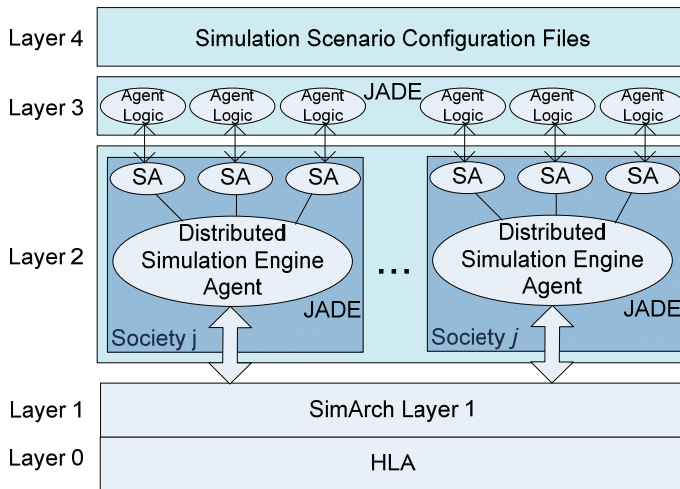 Layer 4
Simulation Scenario Configuration Files
Layer 3
JADE
Agent
Logic
Agent
Logic
Agent
Logic
Agent
Logic
Agent
Logic
Agent
Logic
Layer 2
SA
SA
SA
SA
SA
SA
Distributed
Simulation Engine
Agent
JADE
Society j
...
Distributed
Simulation Engine
Agent
JADE
Society j
Layer 1
SimArch Layer 1
Layer 0
HLA